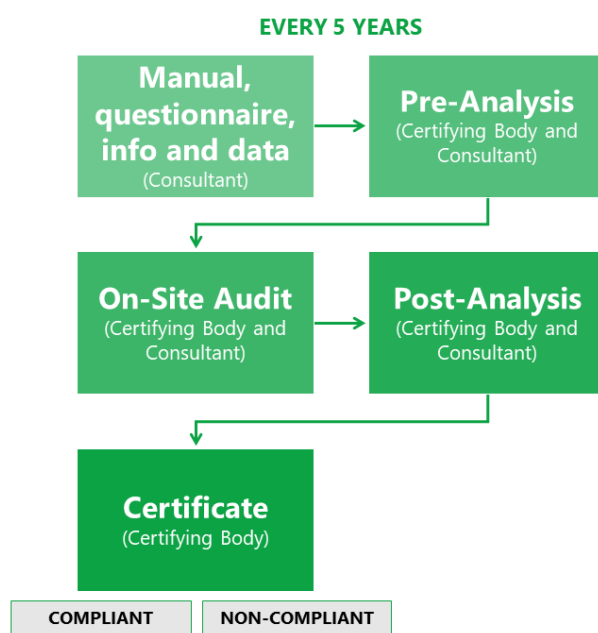 EVERY 5 YEARS
Manual,
questionnaire,
info and data
(Consultant)
Pre-Analysis
(Certifying Body and
Consultant)
On-Site Audit
(Certifying Body and
Consultant)
Post-Analysis
(Certifying Body and
Consultant)
Certificate
(Certifying Body)
COMPLIANT
NON-COMPLIANT